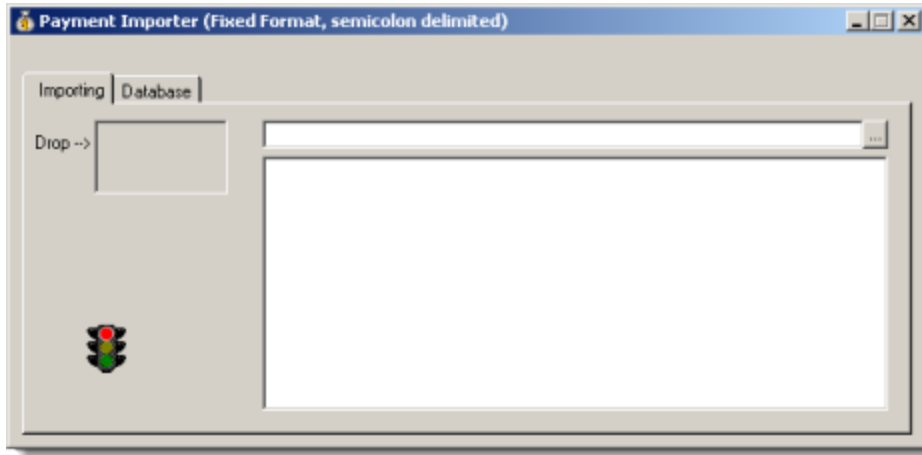 Payment Importer (Fixed Format, semicolon delimited)
Importing Database
Drop -->
...